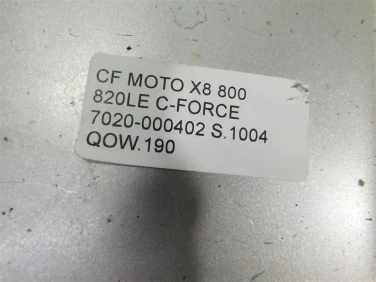 CF MOTO X8 800
820LE C-FORCE
7020-000402 S.1004
QOW.190